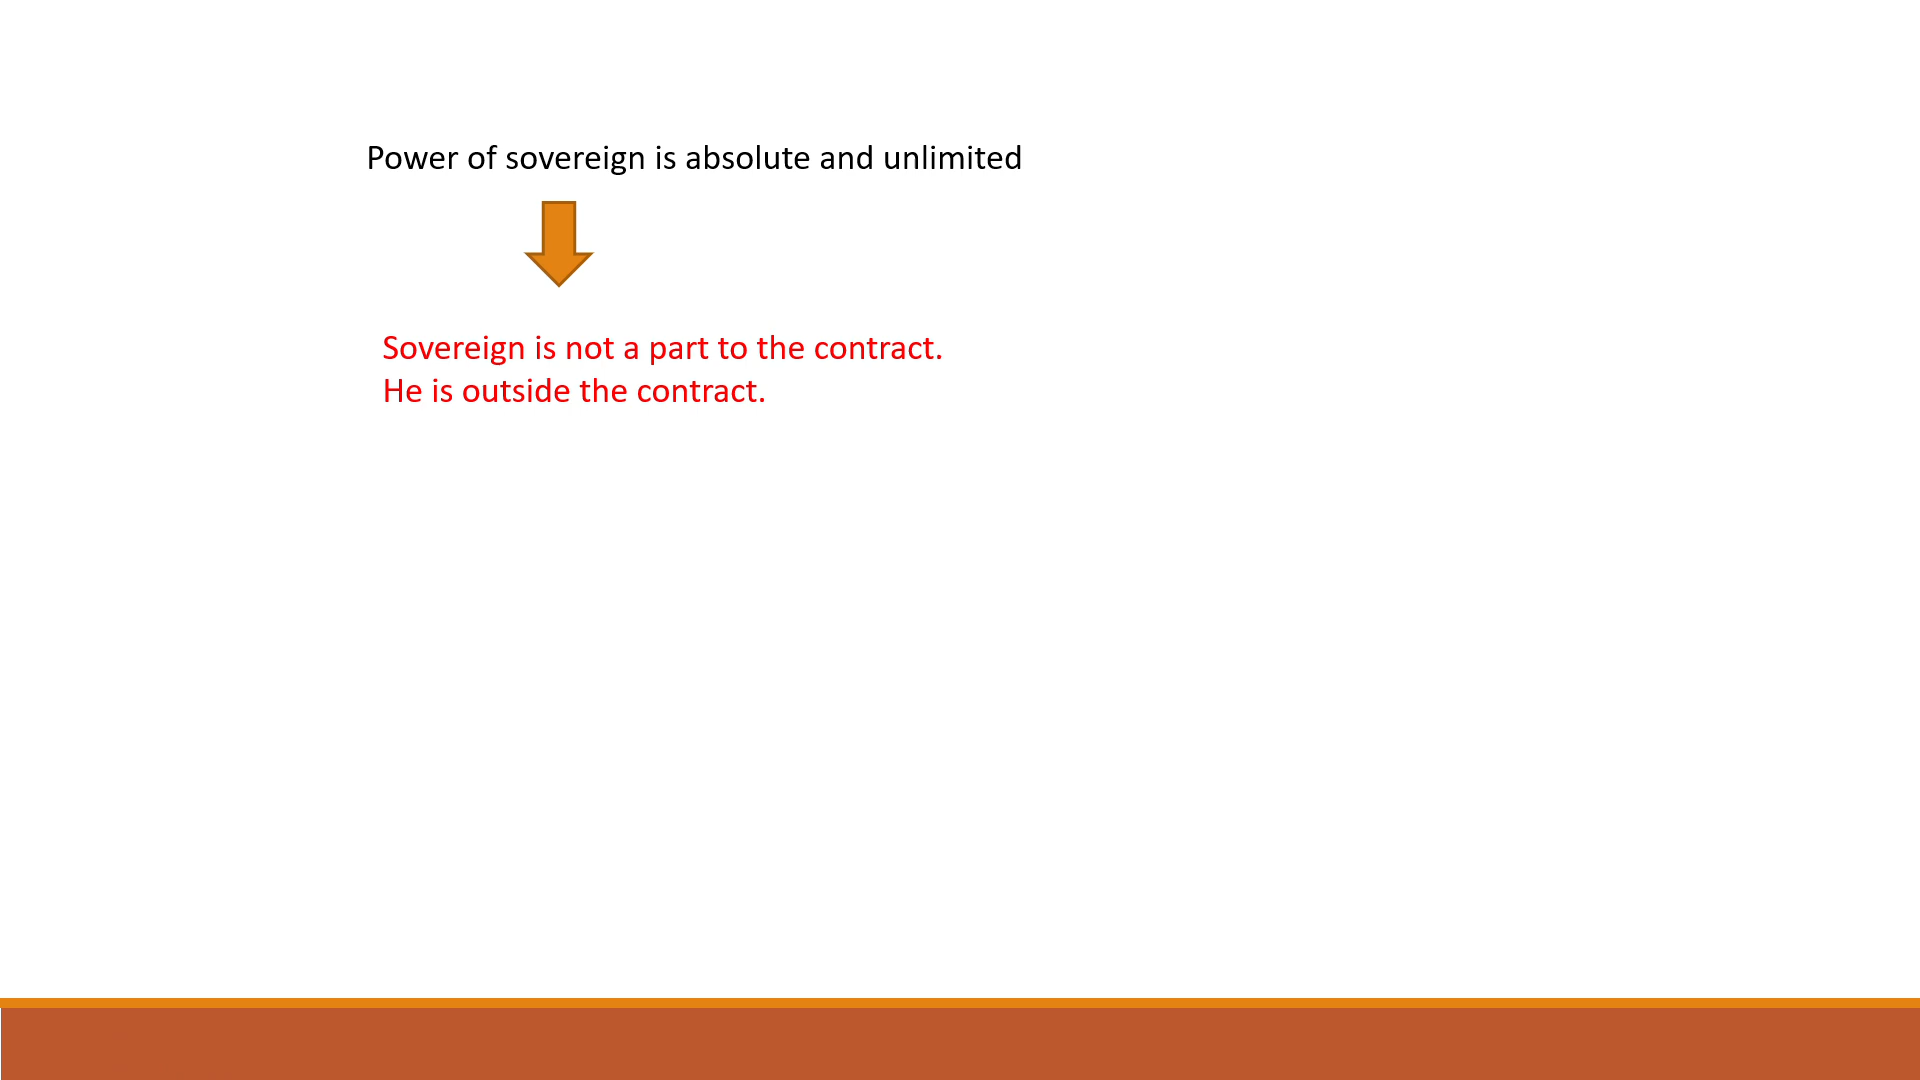 Power of sovereign is absolute and unlimited
Sovereign is not a part to the contract.
He is outside the contract.